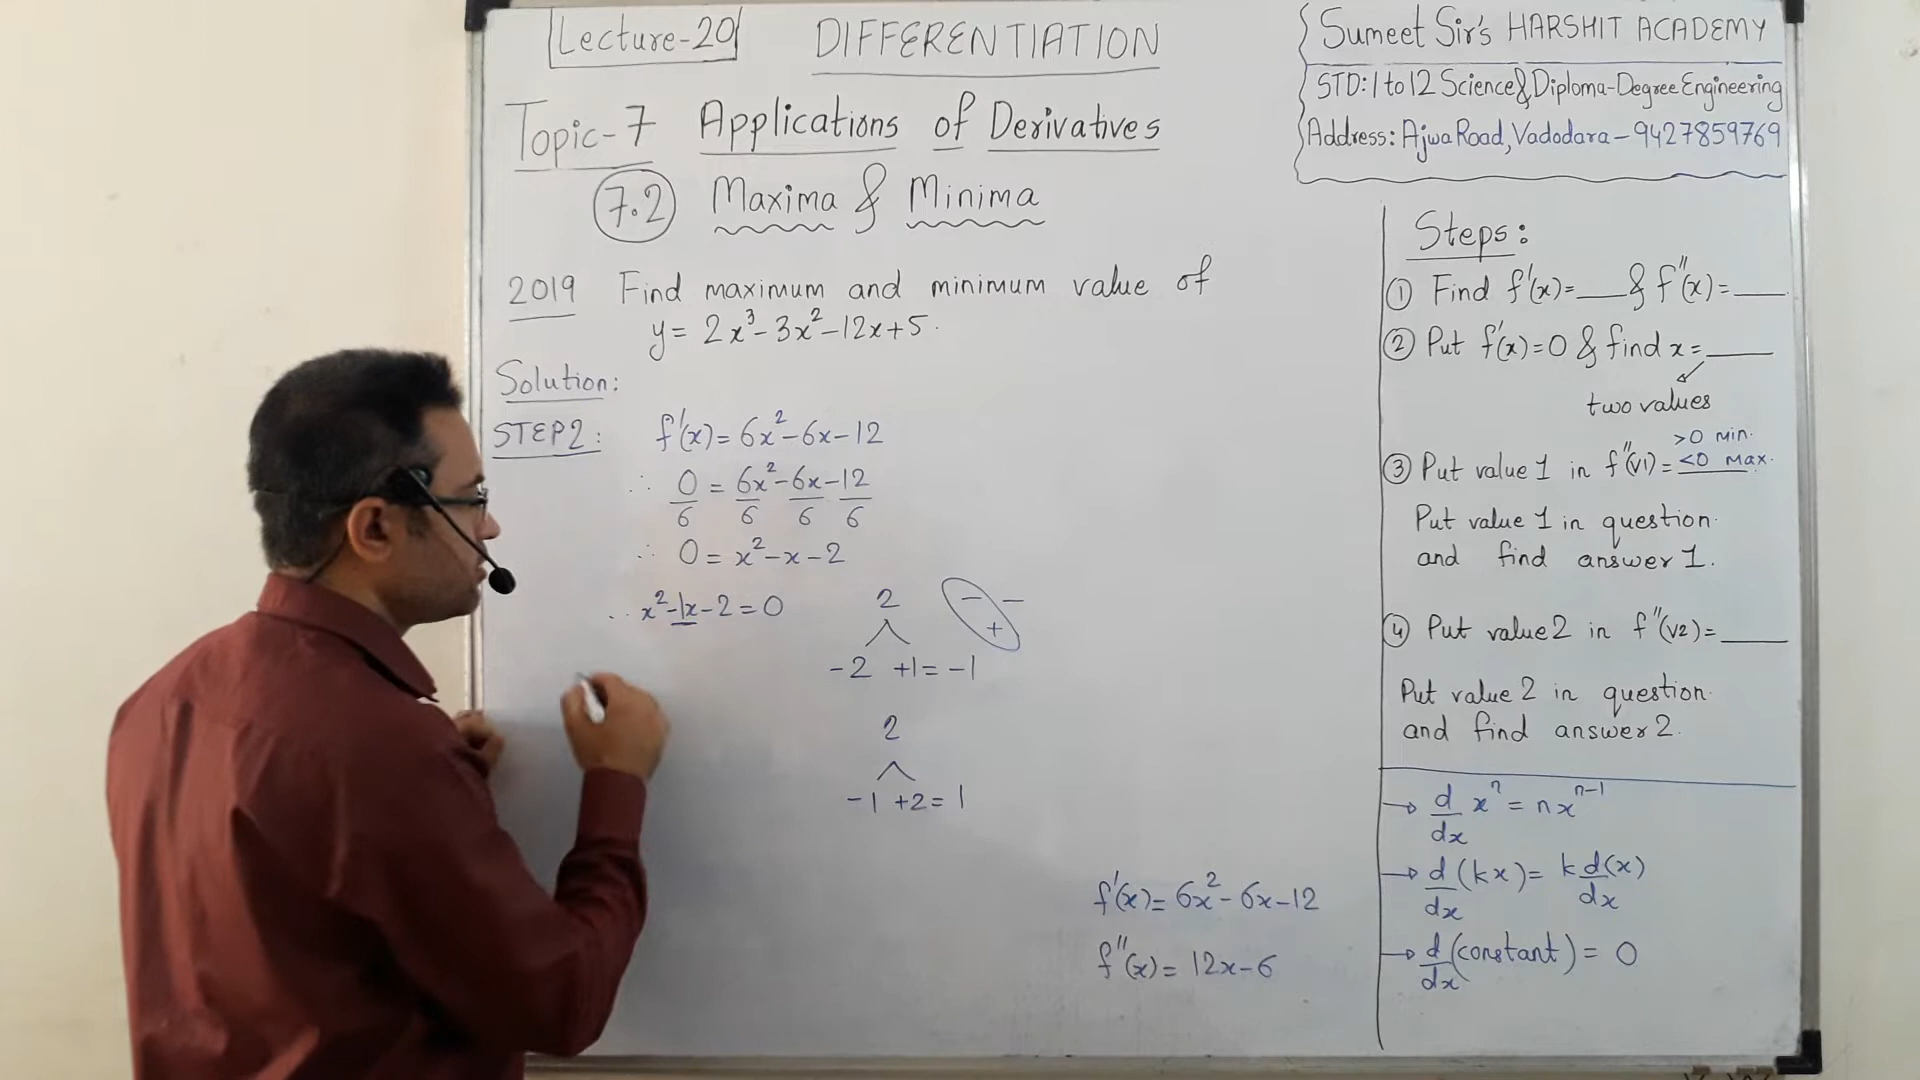 Lecture-20 DIFFERENTIATION
Topic-7 Applications of Derivatives
7.2 Maxima & Minima
2019 Find maximum and minimum value of
y = 2x³-3x²-12x+5.
Solution:
STEP2: f'(x) = 6x²-6x-12
∴ 0/6 = 6x²/6 - 6x/6 - 12/6
∴ 0 = x²-x-2
∴ x²-1x-2=0
2
-2 +1 = -1
- -
+
2
-1 +2 = 1
f'(x) = 6x²-6x-12
f''(x) = 12x-6
Sumeet Sir's HARSHIT ACADEMY
STD: 1 to 12 Science & Diploma-Degree Engineering
Address: Ajwa Road, Vadodara - 9427859769
Steps:
① Find f'(x)=___ & f''(x)=___
② Put f'(x)=0 & find x=___
two values
>0 min.
③ Put value 1 in f''(v1) = <0 max.
Put value 1 in question
and find answer 1.
④ Put value 2 in f''(v2)=___
Put value 2 in question
and find answer 2.
→ d/dx xⁿ = nxⁿ⁻¹
→ d/dx (kx) = k d(x)/dx
→ d/dx (constant) = 0